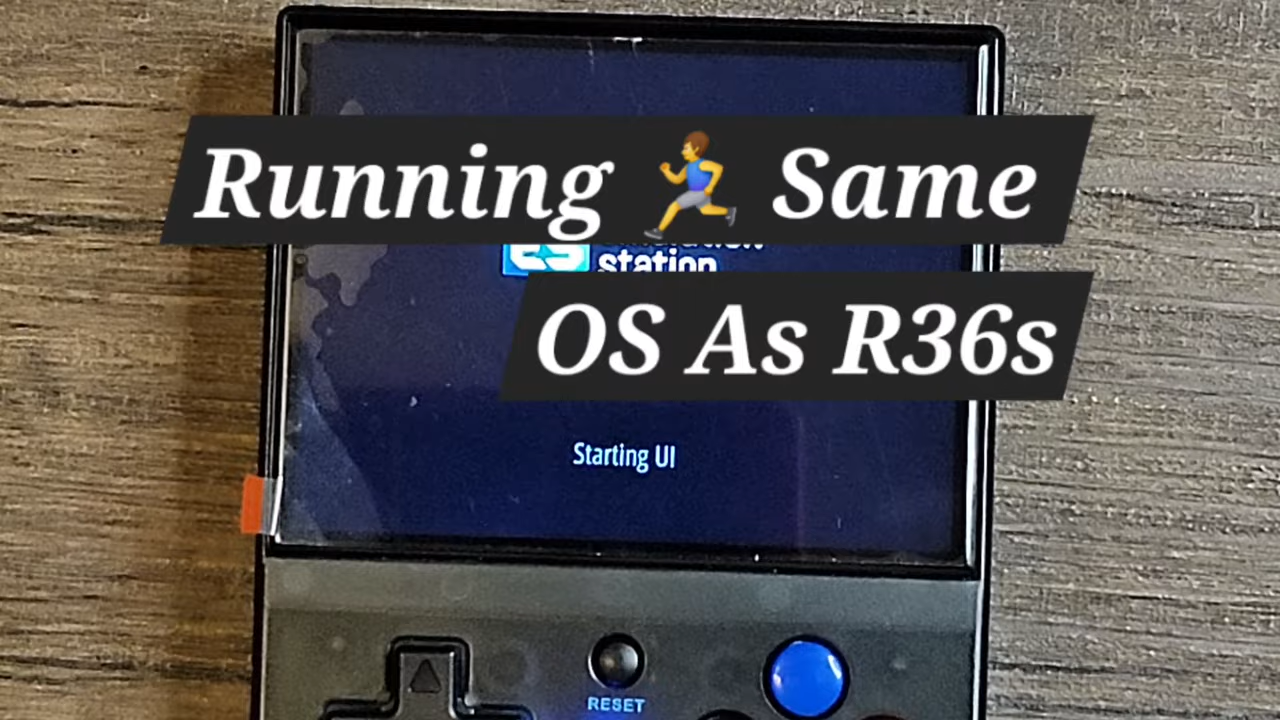 Running 🏃‍♂️ Same
station
OS As R36s
Starting UI
RESET